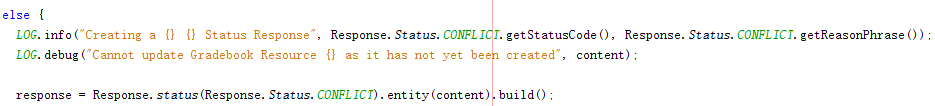 else {
LOG.info("Creating a {} {} Status Response", Response.Status.CONFLICT.getStatusCode(), Response.Status.CONFLICT.getReasonPhrase());
LOG.debug("Cannot update Gradebook Resource {} as it has not yet been created", content);
response = Response.status(Response.Status.CONFLICT).entity(content).build();